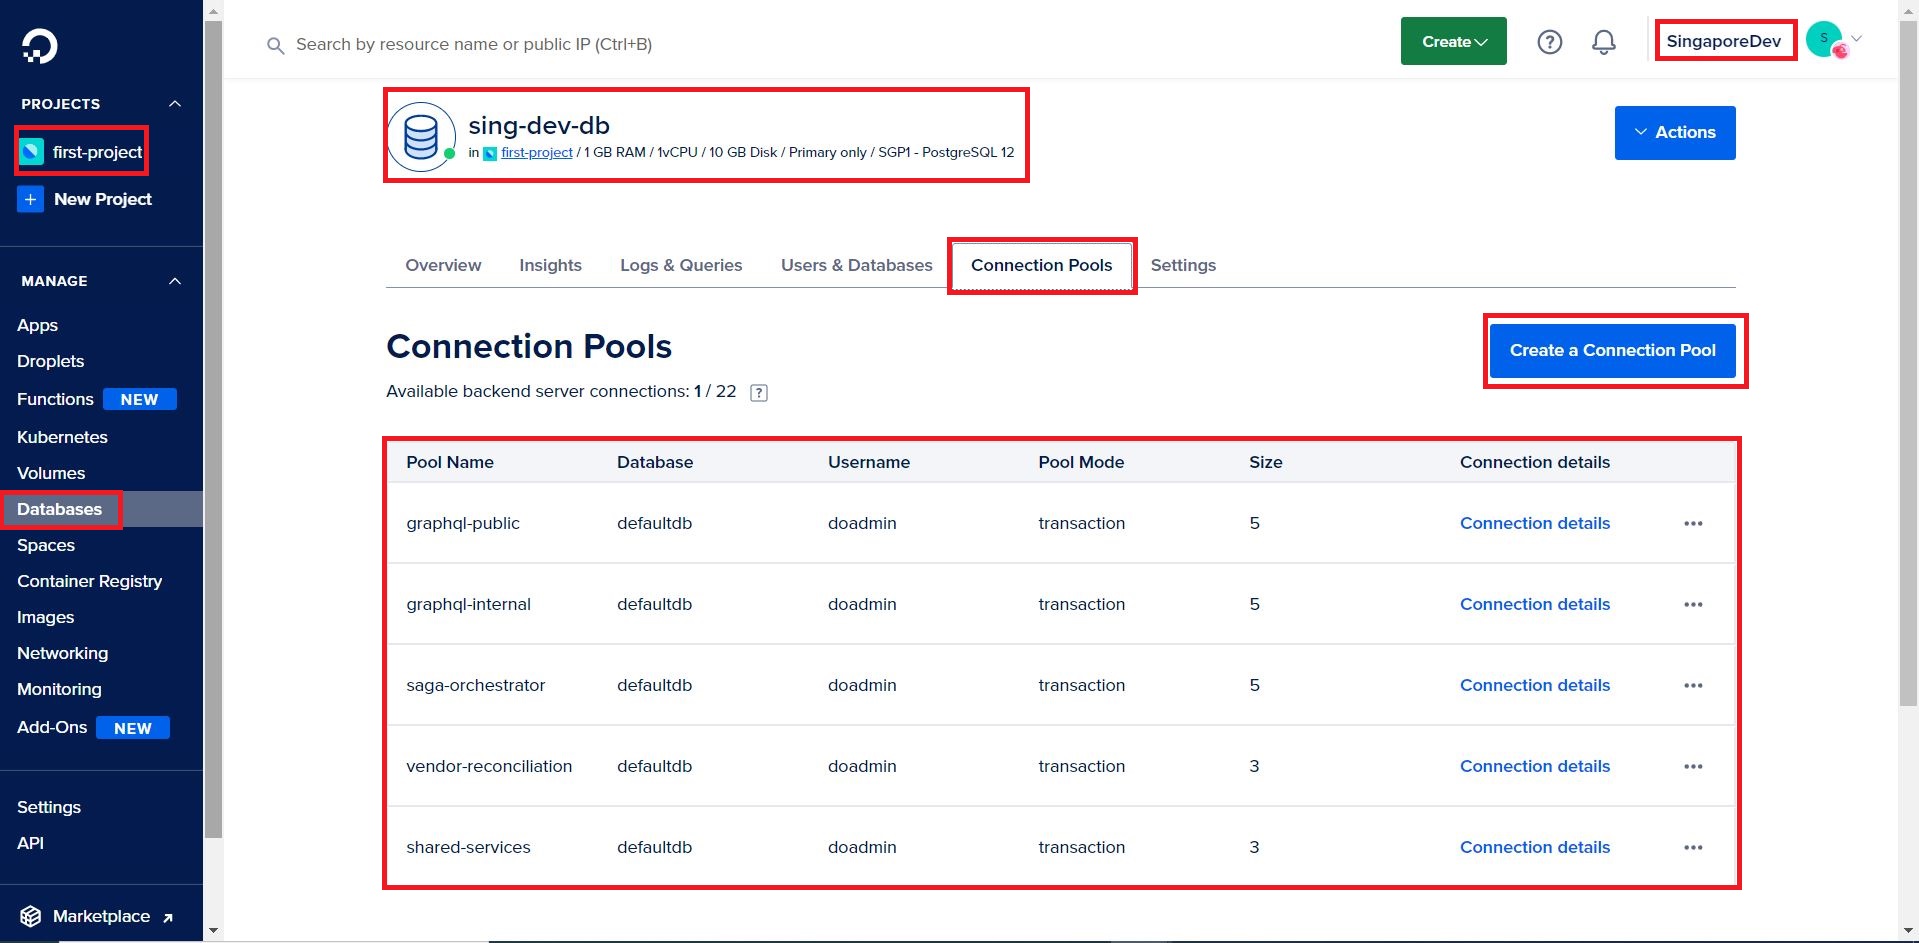 Search by resource name or public IP (Ctrl+B)
Create
?
SingaporeDev
S
PROJECTS
first-project
+ New Project
MANAGE
Apps
Droplets
Functions NEW
Kubernetes
Volumes
Databases
Spaces
Container Registry
Images
Networking
Monitoring
Add-Ons NEW
Settings
API
Marketplace
sing-dev-db
in first-project / 1 GB RAM / 1vCPU / 10 GB Disk / Primary only / SGP1 - PostgreSQL 12
Actions
Overview Insights Logs & Queries Users & Databases Connection Pools Settings
Connection Pools
Create a Connection Pool
Available backend server connections: 1 / 22 ?
Pool Name Database Username Pool Mode Size Connection details
graphql-public defaultdb doadmin transaction 5 Connection details •••
graphql-internal defaultdb doadmin transaction 5 Connection details •••
saga-orchestrator defaultdb doadmin transaction 5 Connection details •••
vendor-reconciliation defaultdb doadmin transaction 3 Connection details •••
shared-services defaultdb doadmin transaction 3 Connection details •••